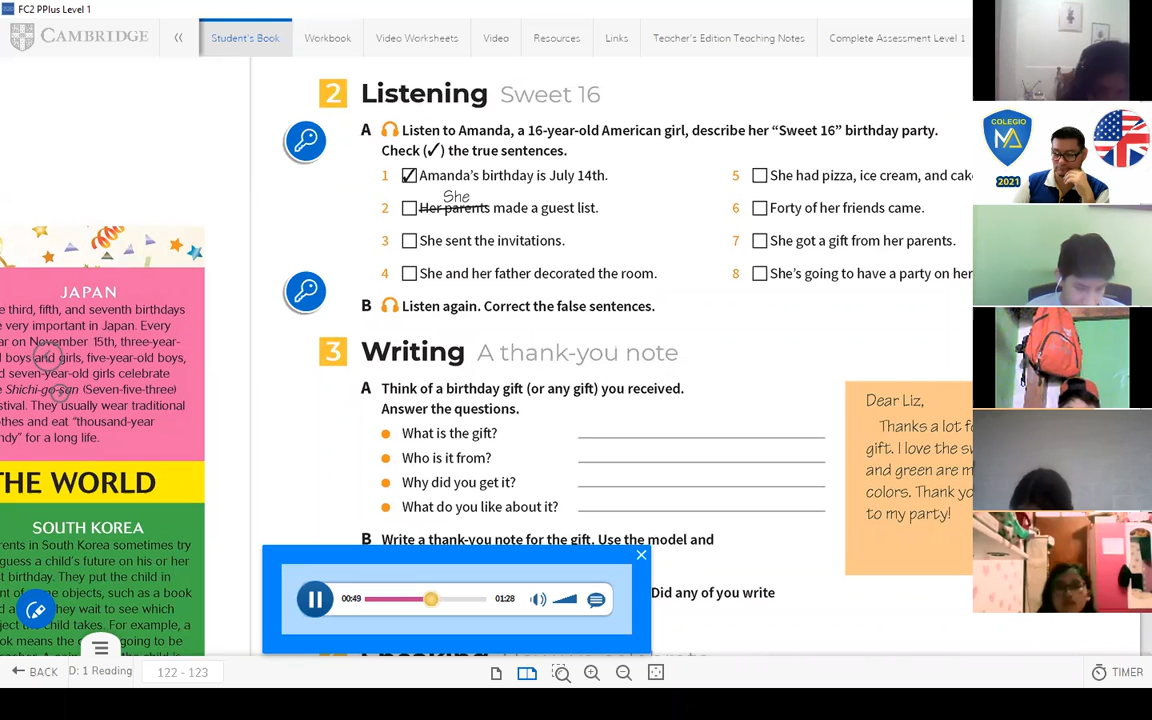 FC2 PPlus Level 1
CAMBRIDGE
Student's Book
Workbook
Video Worksheets
Video
Resources
Links
Teacher's Edition Teaching Notes
Complete Assessment Level 1
2 Listening Sweet 16
A Listen to Amanda, a 16-year-old American girl, describe her “Sweet 16” birthday party.
Check (✓) the true sentences.
1 Amanda's birthday is July 14th.
She
2 Her parents made a guest list.
3 She sent the invitations.
4 She and her father decorated the room.
5 She had pizza, ice cream, and cak
6 Forty of her friends came.
7 She got a gift from her parents.
8 She's going to have a party on her
B Listen again. Correct the false sentences.
3 Writing A thank-you note
A Think of a birthday gift (or any gift) you received.
Answer the questions.
What is the gift?
Who is it from?
Why did you get it?
What do you like about it?
B Write a thank-you note for the gift. Use the model and
Did any of you write
Dear Liz,
Thanks a lot f
gift. I love the s
and green are m
colors. Thank yo
to my party!
JAPAN
e third, fifth, and seventh birthdays
e very important in Japan. Every
ar on November 15th, three-year-
d boys and girls, five-year-old boys,
d seven-year-old girls celebrate
e Shichi-go-san (Seven-five-three)
stival. They usually wear traditional
othes and eat “thousand-year
ndy” for a long life.
THE WORLD
SOUTH KOREA
rents in South Korea sometimes try
guess a child's future on his or her
st birthday. They put the child in
nt of some objects, such as a book
they wait to see which
ject the child takes. For example, a
ok means the going to be
00:49
01:28
BACK
D: 1 Reading
122 - 123
TIMER
COLEGIO
MA
2021